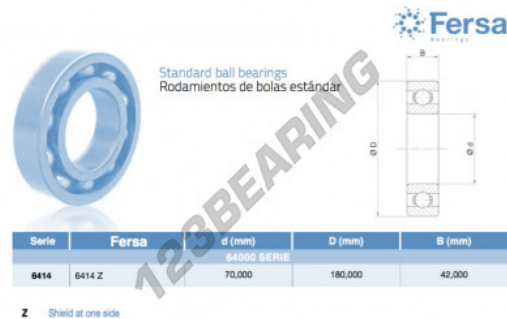 Fersa
Bearings
Standard ball bearings
Rodamientos de bolas estándar
B
Ø D
Ø d
123BEARING
Serie Fersa d (mm) D (mm) B (mm)
64000 SERIE
6414 6414 Z 70,000 180,000 42,000
Z Shield at one side